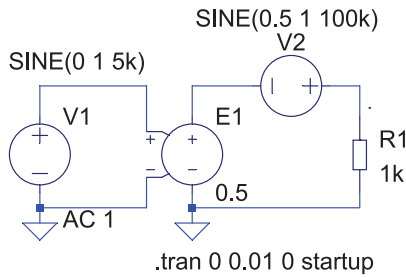 SINE(0.5 1 100k)
V2
SINE(0 1 5k)
V1
E1
R1
1k
0.5
AC 1
.tran 0 0.01 0 startup